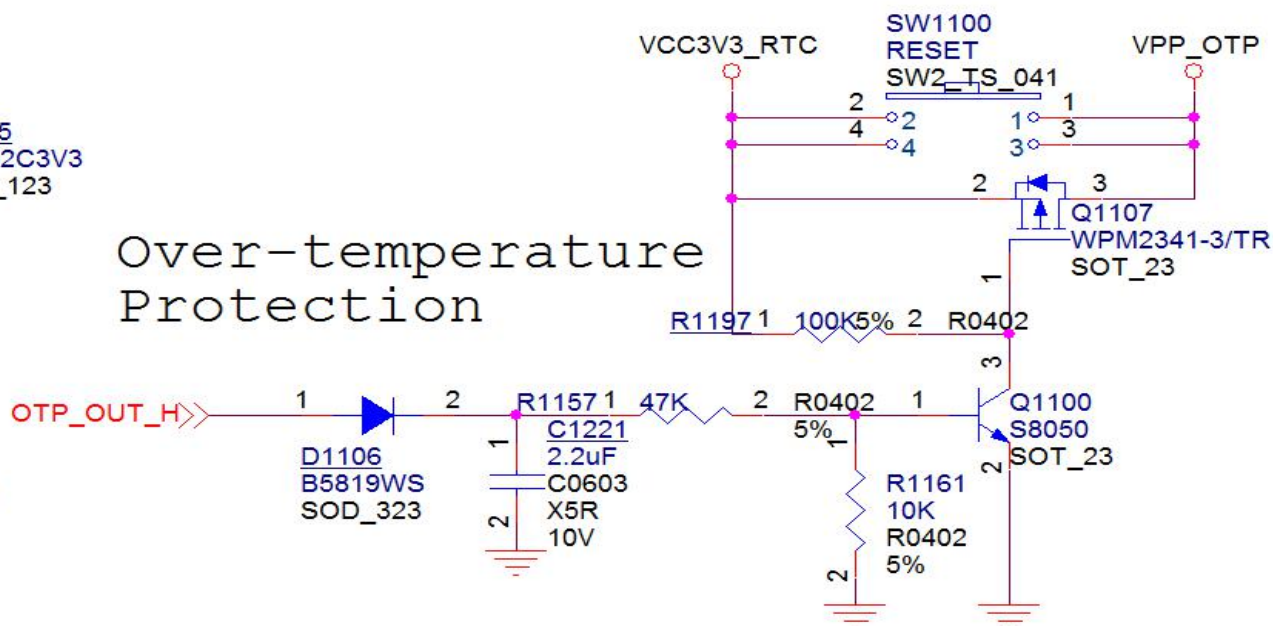 5
2C3V3
_123
Over-temperature
Protection
VCC3V3_RTC
SW1100
RESET
SW2_TS_041
VPP_OTP
2
4
2
4
1
3
1
3
2
3
Q1107
WPM2341-3/TR
SOT_23
1
R1197
1
100K
5%
2
R0402
3
OTP_OUT_H
1
2
D1106
B5819WS
SOD_323
R1157
1
47K
2
R0402
5%
1
C1221
2.2uF
C0603
X5R
10V
1
2
1
R1161
10K
R0402
5%
2
Q1100
S8050
SOT_23
2